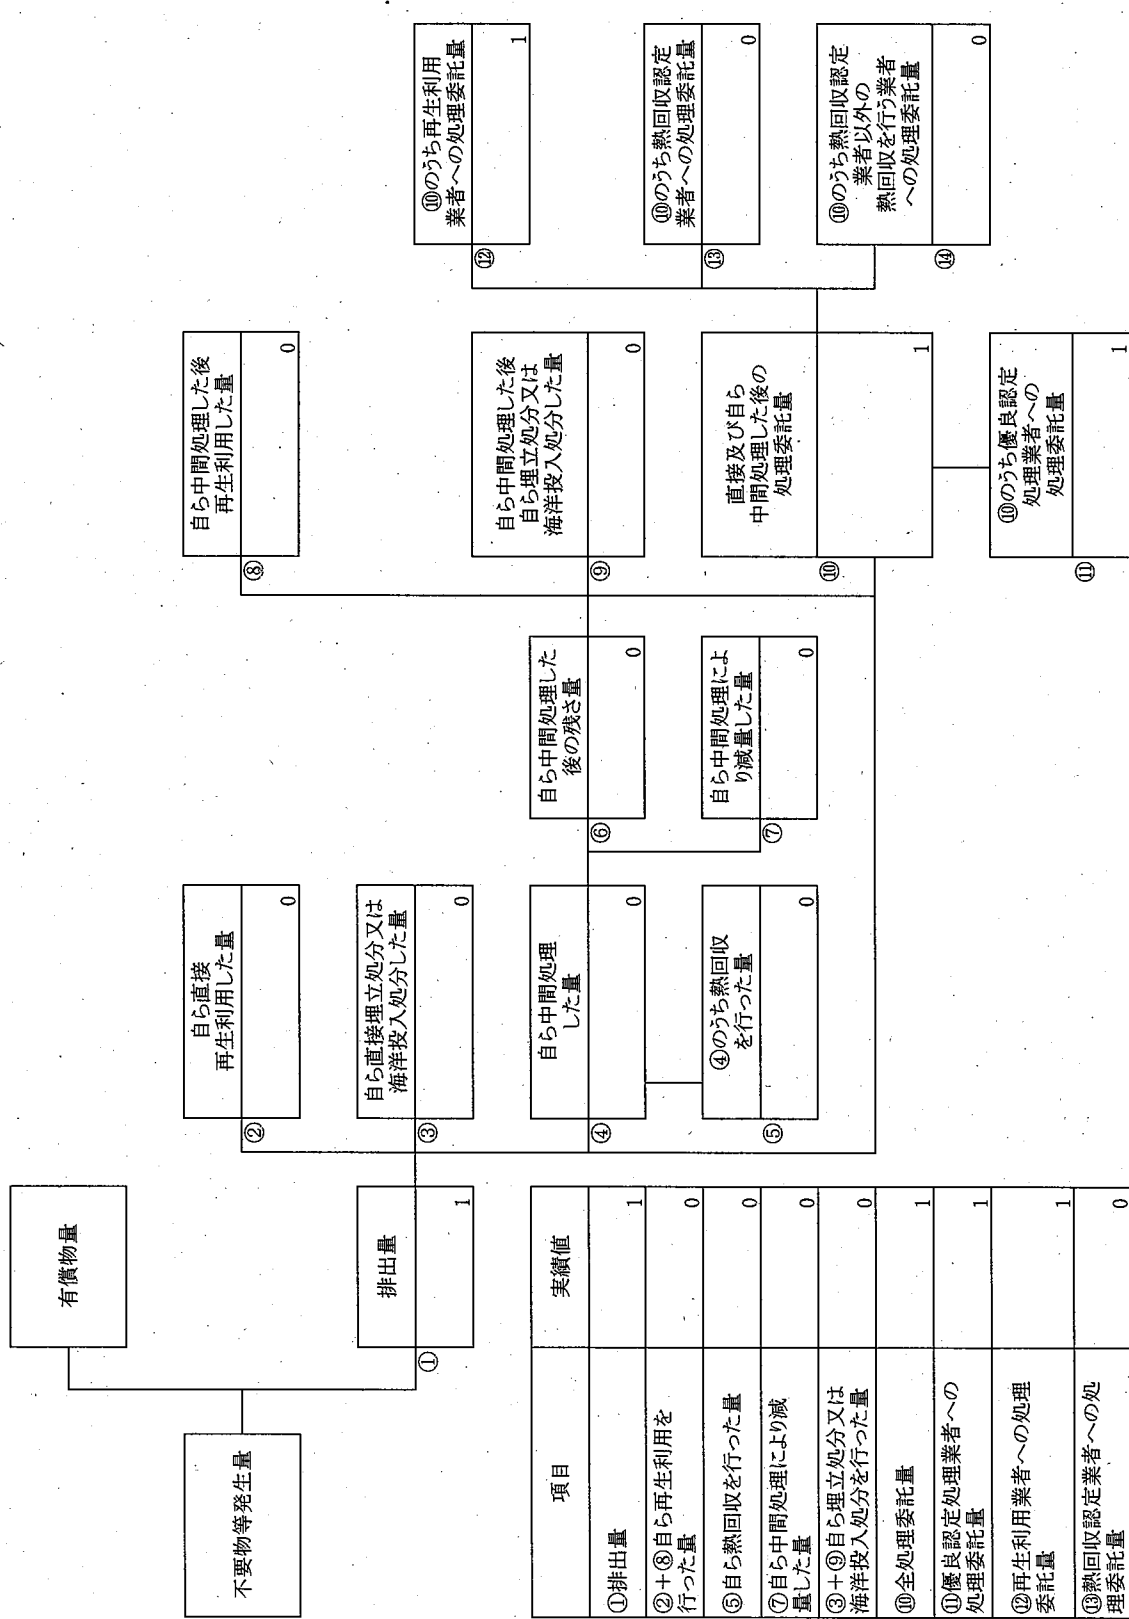 不要物等発生量
有償物量
排出量
①
1
自ら直接
再生利用した量
②
0
自ら直接埋立処分又は
海洋投入処分した量
③
0
自ら中間処理
した量
④
0
④のうち熱回収
を行った量
⑤
0
自ら中間処理した
後の残さ量
⑥
0
自ら中間処理によ
り減量した量
⑦
0
自ら中間処理した後
再生利用した量
⑧
0
自ら中間処理した後
自ら埋立処分又は
海洋投入処分した量
⑨
0
直接及び自ら
中間処理した後の
処理委託量
⑩
1
⑩のうち優良認定
処理業者への
処理委託量
⑪
1
⑩のうち再生利用
業者への処理委託量
⑫
1
⑩のうち熱回収認定
業者への処理委託量
⑬
0
⑩のうち熱回収認定
業者以外の
熱回収を行う業者
への処理委託量
⑭
0
項目 実績値
①排出量 1
②+⑧自ら再生利用を
行った量 0
⑤自ら熱回収を行った量 0
⑦自ら中間処理により減
量した量 0
③+⑨自ら埋立処分又は
海洋投入処分を行った量 0
⑩全処理委託量 1
⑪優良認定処理業者への
処理委託量 1
⑫再生利用業者への処理
委託量 1
⑬熱回収認定業者への処
理委託量 0